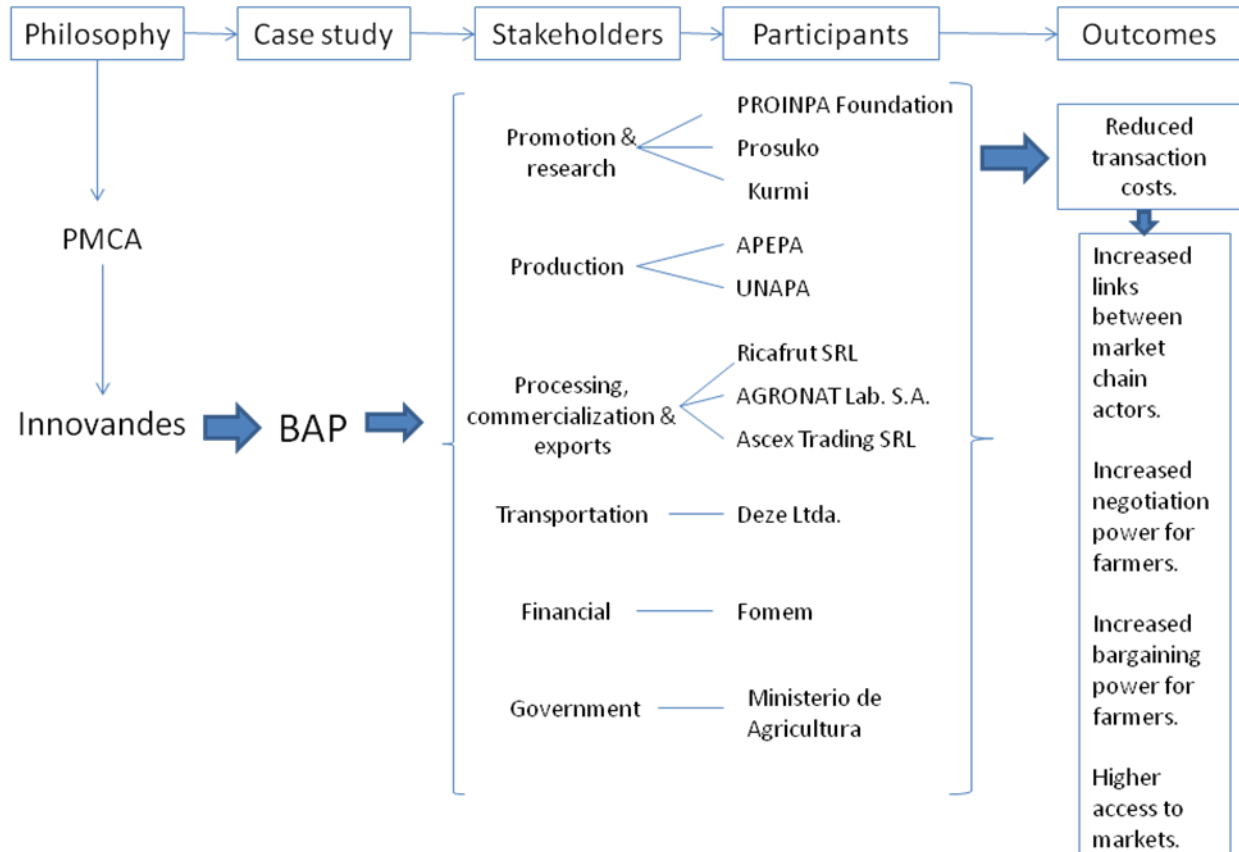 Philosophy
Case study
Stakeholders
Participants
Outcomes
PMCA
Innovandes
BAP
Promotion &
research
PROINPA Foundation
Prosuko
Kurmi
Production
APEPA
UNAPA
Processing,
commercialization &
exports
Ricafrut SRL
AGRONAT Lab. S.A.
Ascex Trading SRL
Transportation
Deze Ltda.
Financial
Fomem
Government
Ministerio de
Agricultura
Reduced
transaction
costs.
Increased
links
between
market
chain
actors.
Increased
negotiation
power for
farmers.
Increased
bargaining
power for
farmers.
Higher
access to
markets.